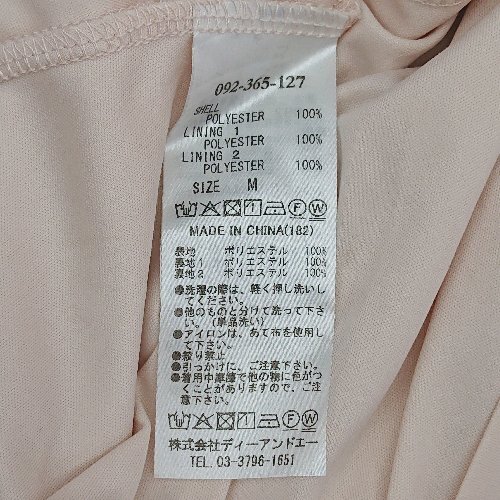 092-365-127
SHELL
POLYESTER 100%
LINING 1
POLYESTER 100%
LINING 2
POLYESTER 100%
SIZE M
MADE IN CHINA(182)
表地 ポリエステル 100%
裏地1 ポリエステル 100%
裏地2 ポリエステル 100%
●洗濯の際は、軽く押し洗いし
てください。
●他のものと分けて洗って下さ
い。(単品洗い)
●アイロンは、あて布を使用し
て下さい。
●絞り禁止
●引っかけに、ご注意下さい。
●着用中摩擦で他の物に色がつ
くことがありますので、ご注
意下さい。
株式会社ディーアンドエー
TEL. 03-3796-1651